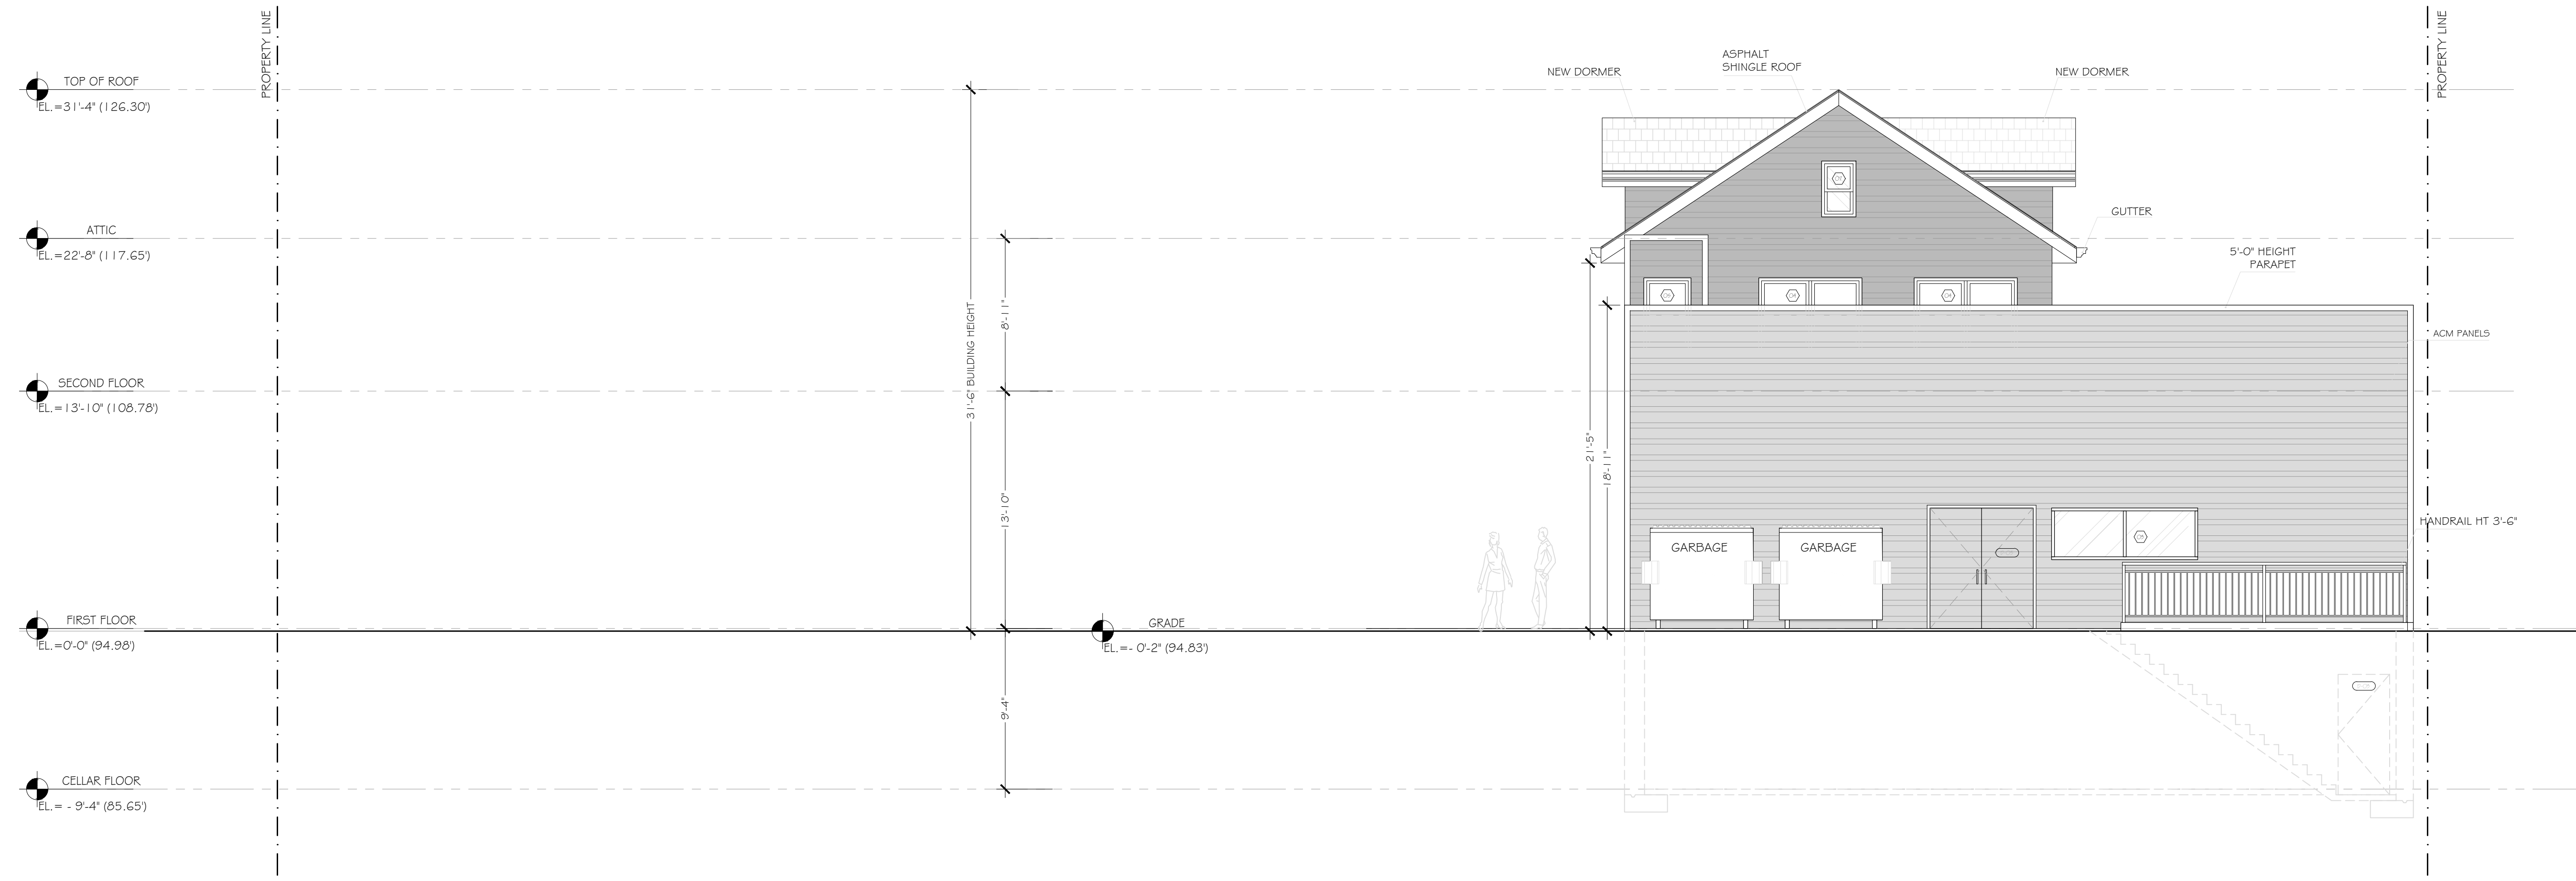 PROPERTY LINE
PROPERTY LINE
TOP OF ROOF
EL.=31'-4" (126.30')
ATTIC
EL.=22'-8" (117.65')
SECOND FLOOR
EL.=13'-10" (108.78')
FIRST FLOOR
EL.=0'-0" (94.98')
CELLAR FLOOR
EL.= - 9'-4" (85.65')
31'-6" BUILDING HEIGHT
8'-11"
13'-10"
9'-4"
GRADE
EL.=- 0'-2" (94.83')
NEW DORMER
ASPHALT
SHINGLE ROOF
NEW DORMER
GUTTER
5'-0" HEIGHT
PARAPET
ACM PANELS
HANDRAIL HT 3'-6"
21'-5"
18'-11"
GARBAGE
GARBAGE